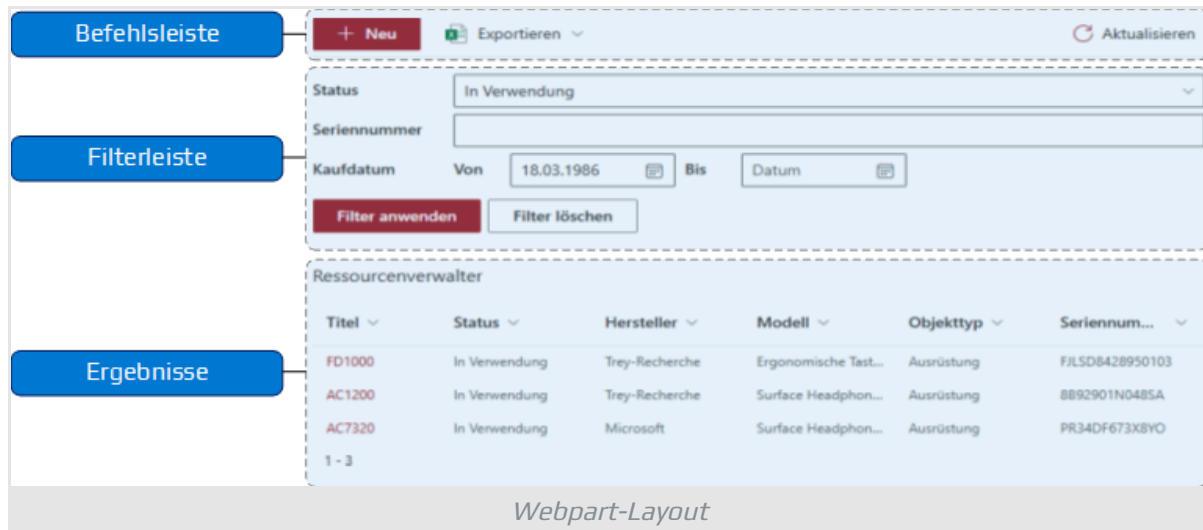 Befehlsleiste
+ Neu Exportieren Aktualisieren
Status In Verwendung
Seriennummer
Filterleiste
Kaufdatum Von 18.03.1986 Bis Datum
Filter anwenden Filter löschen
Ressourcenverwalter
Titel Status Hersteller Modell Objekttyp Seriennum...
FD1000 In Verwendung Trey-Recherche Ergonomische Tast... Ausrüstung FJLSD8428950103
Ergebnisse
AC1200 In Verwendung Trey-Recherche Surface Headphon... Ausrüstung 8B92901N048SA
AC7320 In Verwendung Microsoft Surface Headphon... Ausrüstung PR34DF673X8YO
1 - 3
Webpart-Layout